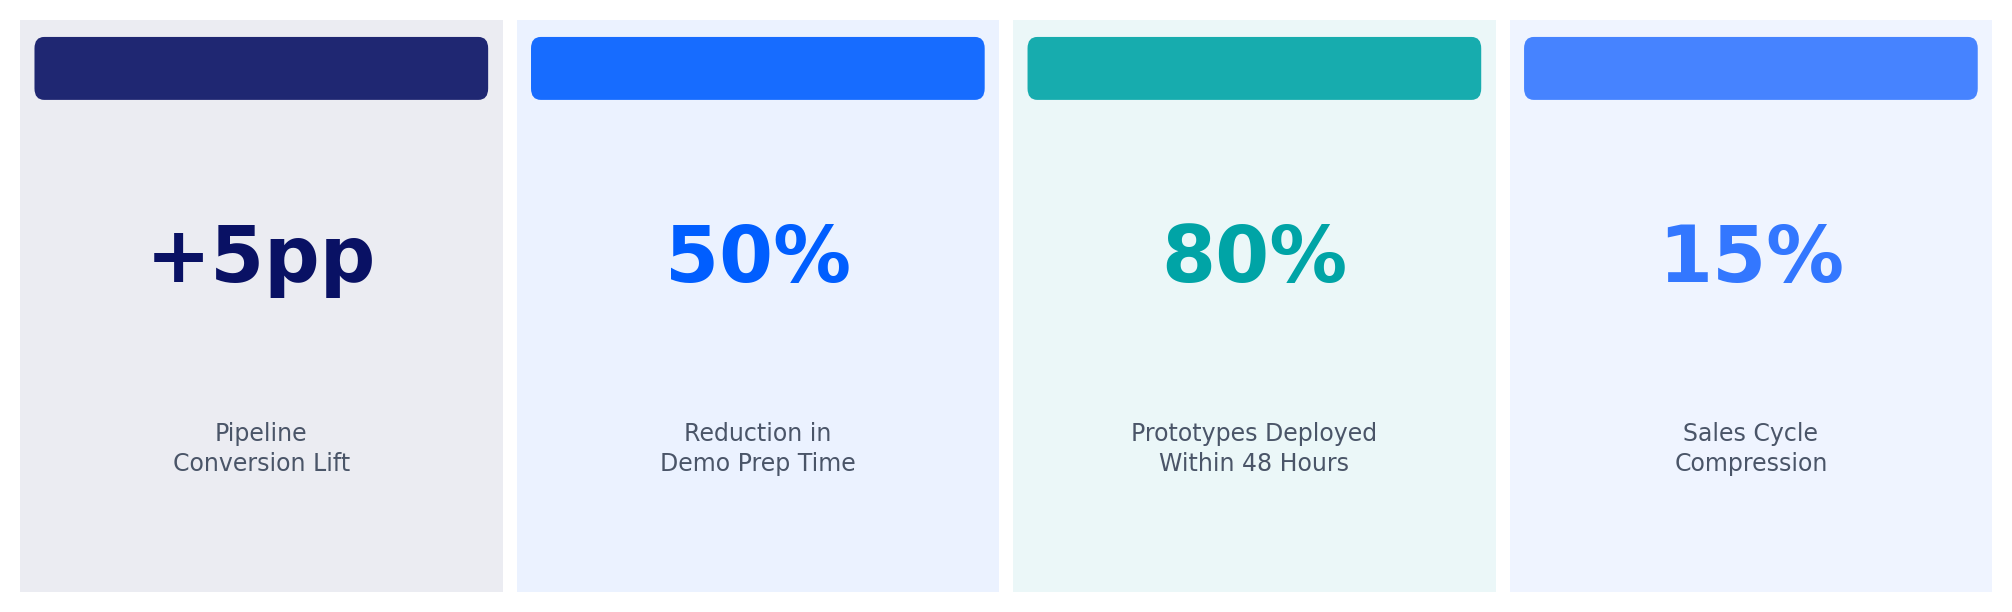 +5pp
Pipeline
Conversion Lift
50%
Reduction in
Demo Prep Time
80%
Prototypes Deployed
Within 48 Hours
15%
Sales Cycle
Compression